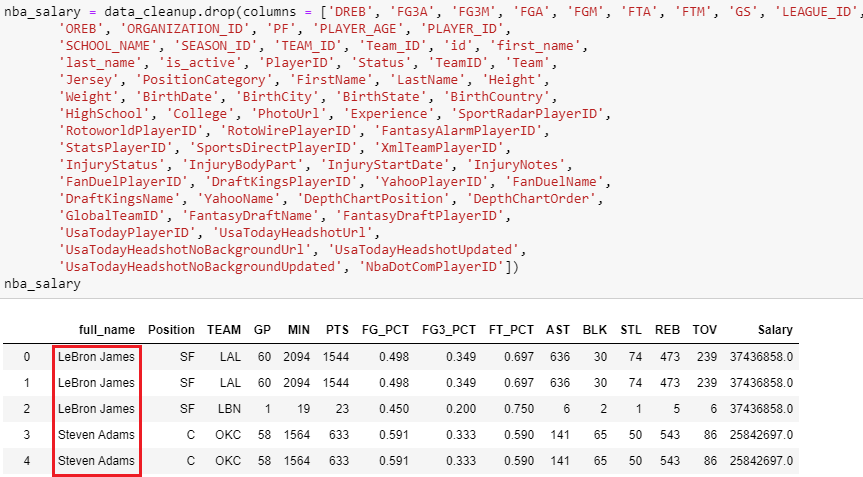 nba_salary = data_cleanup.drop(columns = ['DREB', 'FG3A', 'FG3M', 'FGA', 'FGM', 'FTA', 'FTM', 'GS', 'LEAGUE_ID',
'OREB', 'ORGANIZATION_ID', 'PF', 'PLAYER_AGE', 'PLAYER_ID',
'SCHOOL_NAME', 'SEASON_ID', 'TEAM_ID', 'Team_ID', 'id', 'first_name',
'last_name', 'is_active', 'PlayerID', 'Status', 'TeamID', 'Team',
'Jersey', 'PositionCategory', 'FirstName', 'LastName', 'Height',
'Weight', 'BirthDate', 'BirthCity', 'BirthState', 'BirthCountry',
'HighSchool', 'College', 'PhotoUrl', 'Experience', 'SportRadarPlayerID',
'RotoworldPlayerID', 'RotoWirePlayerID', 'FantasyAlarmPlayerID',
'StatsPlayerID', 'SportsDirectPlayerID', 'XmlTeamPlayerID',
'InjuryStatus', 'InjuryBodyPart', 'InjuryStartDate', 'InjuryNotes',
'FanDuelPlayerID', 'DraftKingsPlayerID', 'YahooPlayerID', 'FanDuelName',
'DraftKingsName', 'YahooName', 'DepthChartPosition', 'DepthChartOrder',
'GlobalTeamID', 'FantasyDraftName', 'FantasyDraftPlayerID',
'UsaTodayPlayerID', 'UsaTodayHeadshotUrl',
'UsaTodayHeadshotNoBackgroundUrl', 'UsaTodayHeadshotUpdated',
'UsaTodayHeadshotNoBackgroundUpdated', 'NbaDotComPlayerID'])
nba_salary
full_name Position TEAM GP MIN PTS FG_PCT FG3_PCT FT_PCT AST BLK STL REB TOV Salary
0 LeBron James SF LAL 60 2094 1544 0.498 0.349 0.697 636 30 74 473 239 37436858.0
1 LeBron James SF LAL 60 2094 1544 0.498 0.349 0.697 636 30 74 473 239 37436858.0
2 LeBron James SF LBN 1 19 23 0.450 0.200 0.750 6 2 1 5 6 37436858.0
3 Steven Adams C OKC 58 1564 633 0.591 0.333 0.590 141 65 50 543 86 25842697.0
4 Steven Adams C OKC 58 1564 633 0.591 0.333 0.590 141 65 50 543 86 25842697.0